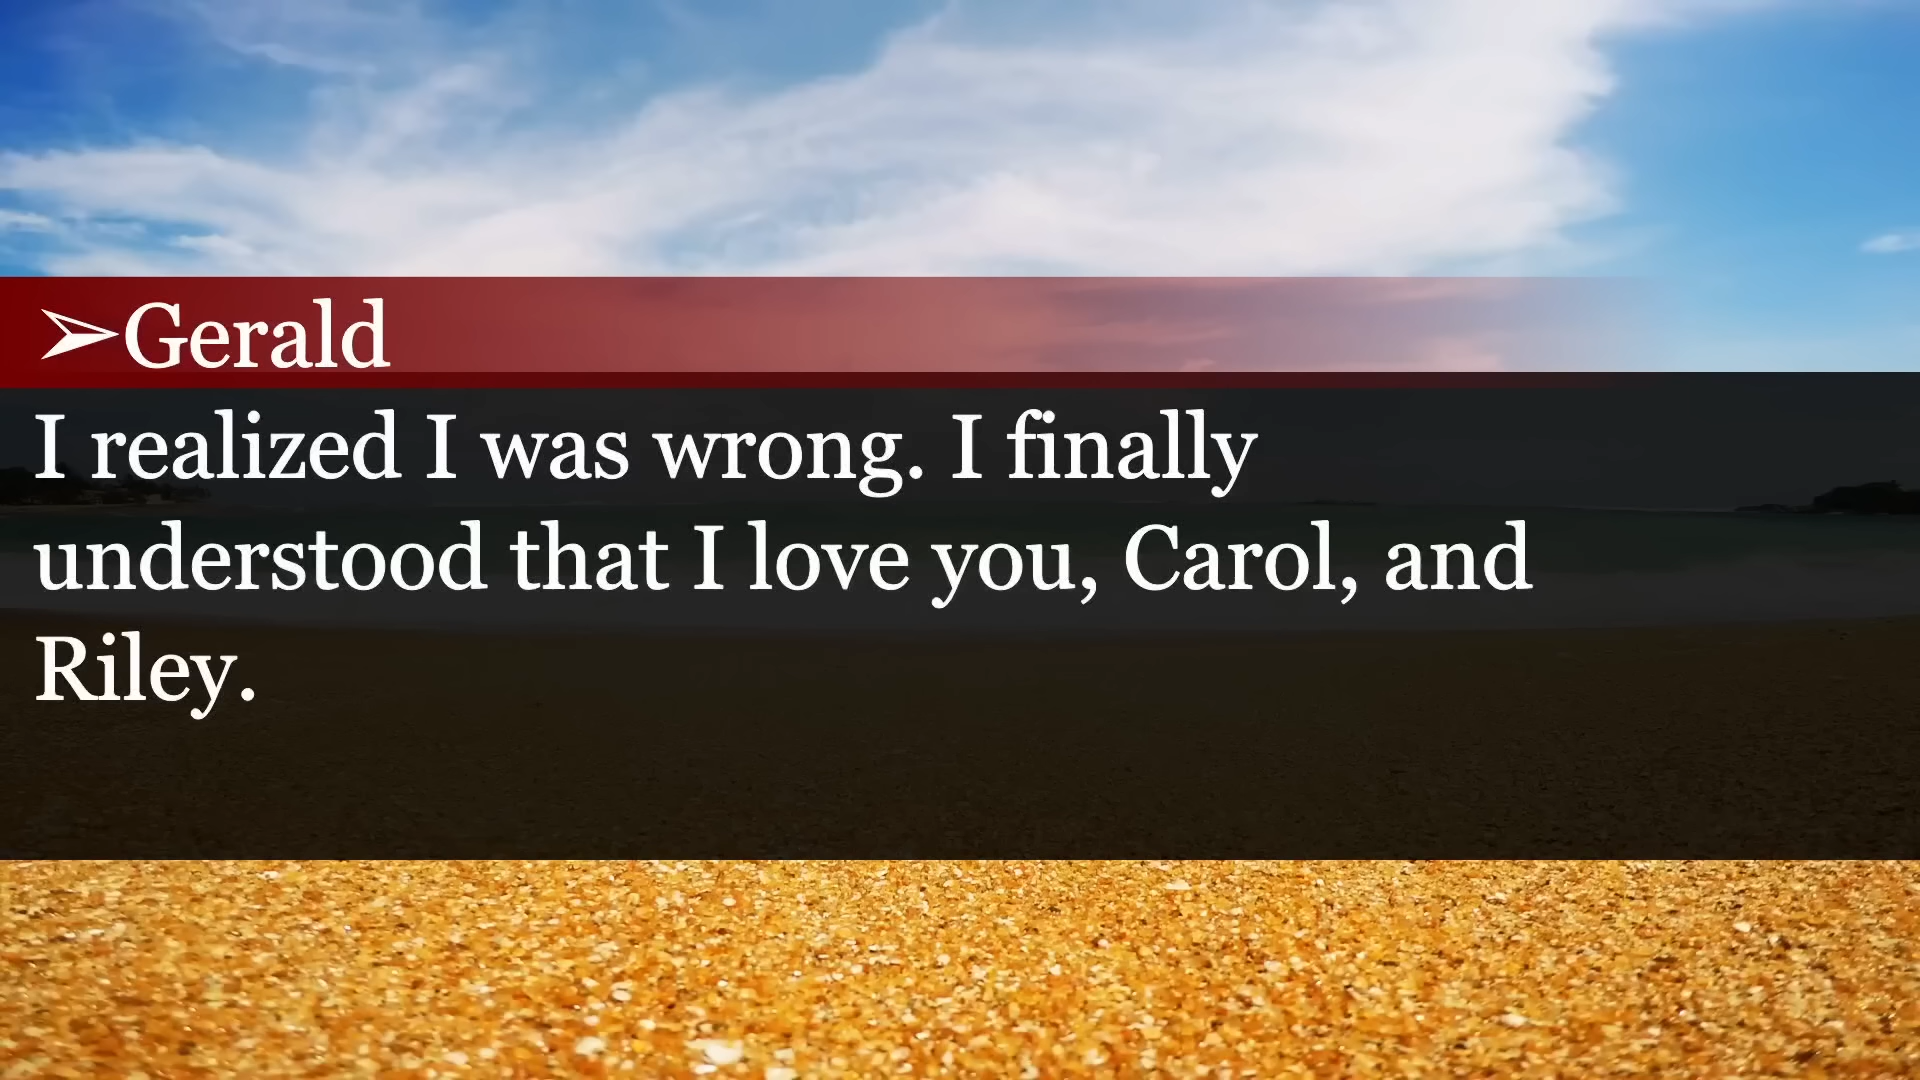 ➢Gerald
I realized I was wrong. I finally
understood that I love you, Carol, and
Riley.